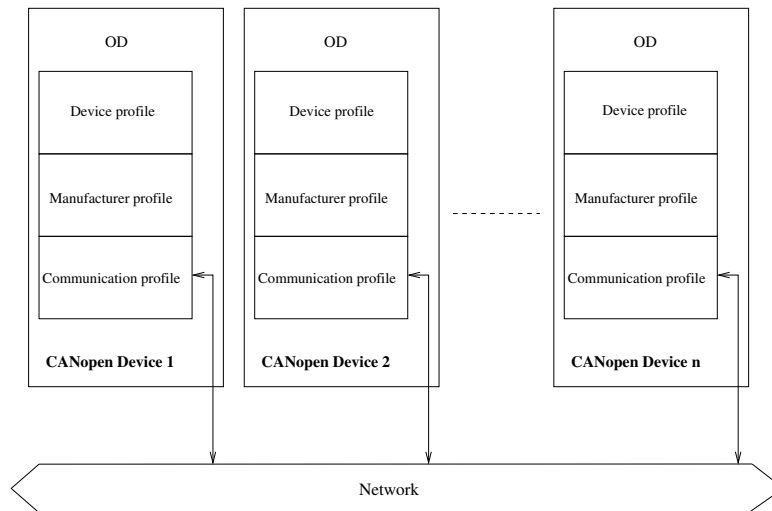 OD
Device profile
Manufacturer profile
Communication profile
CANopen Device 1
OD
Device profile
Manufacturer profile
Communication profile
CANopen Device 2
OD
Device profile
Manufacturer profile
Communication profile
CANopen Device n
Network